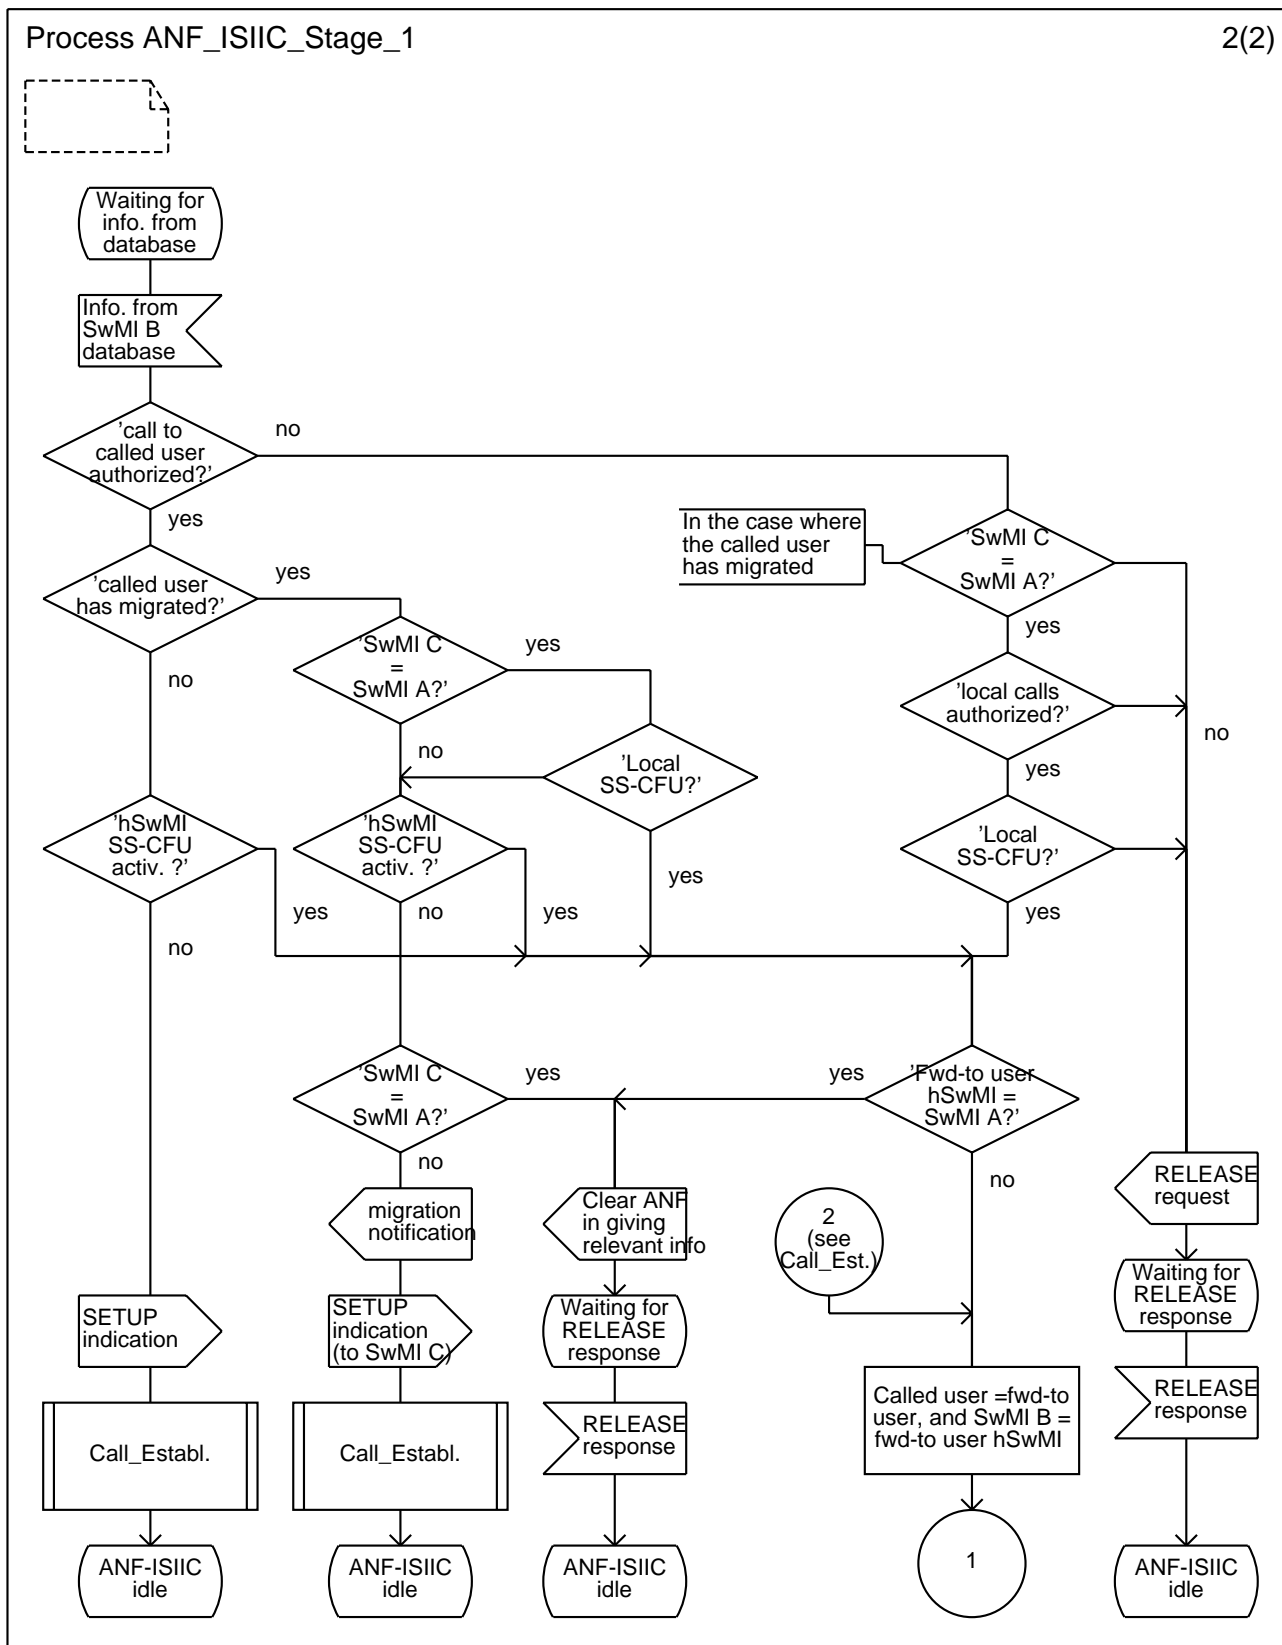 Process ANF_ISIIC_Stage_1
2(2)
Waiting for
info. from
database
Info. from
SwMI B
database
'call to
called user
authorized?'
no
yes
In the case where
the called user
has migrated
'SwMI C
=
SwMI A?'
'called user
has migrated?'
yes
yes
'SwMI C
=
SwMI A?'
yes
no
'local calls
authorized?'
no
no
'Local
SS-CFU?'
yes
'hSwMI
SS-CFU
activ. ?'
'hSwMI
SS-CFU
activ. ?'
'Local
SS-CFU?'
yes
yes
no
yes
yes
no
'SwMI C
=
SwMI A?'
yes
yes
'Fwd-to user
hSwMI =
SwMI A?'
no
no
migration
notification
Clear ANF
in giving
relevant info
2
(see
Call_Est.)
RELEASE
request
SETUP
indication
SETUP
indication
(to SwMI C)
Waiting for
RELEASE
response
Waiting for
RELEASE
response
Call_Establ.
Call_Establ.
RELEASE
response
Called user =fwd-to
user, and SwMI B =
fwd-to user hSwMI
RELEASE
response
ANF-ISIIC
idle
ANF-ISIIC
idle
ANF-ISIIC
idle
1
ANF-ISIIC
idle